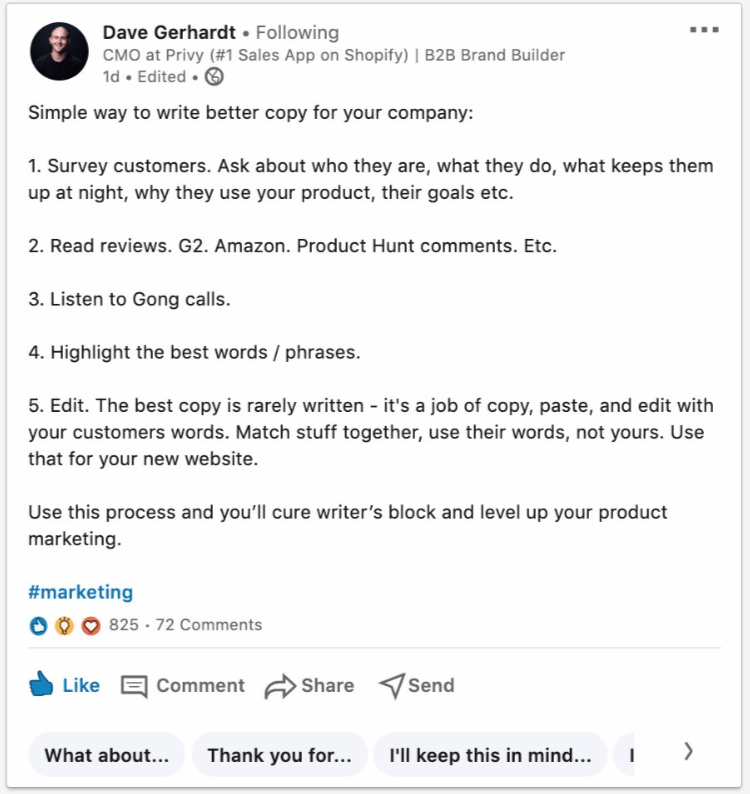 Dave Gerhardt • Following
CMO at Privy (#1 Sales App on Shopify) | B2B Brand Builder
1d • Edited •
Simple way to write better copy for your company:
1. Survey customers. Ask about who they are, what they do, what keeps them
up at night, why they use your product, their goals etc.
2. Read reviews. G2. Amazon. Product Hunt comments. Etc.
3. Listen to Gong calls.
4. Highlight the best words / phrases.
5. Edit. The best copy is rarely written - it's a job of copy, paste, and edit with
your customers words. Match stuff together, use their words, not yours. Use
that for your new website.
Use this process and you’ll cure writer’s block and level up your product
marketing.
#marketing
825 · 72 Comments
Like Comment Share Send
What about... Thank you for... I'll keep this in mind...